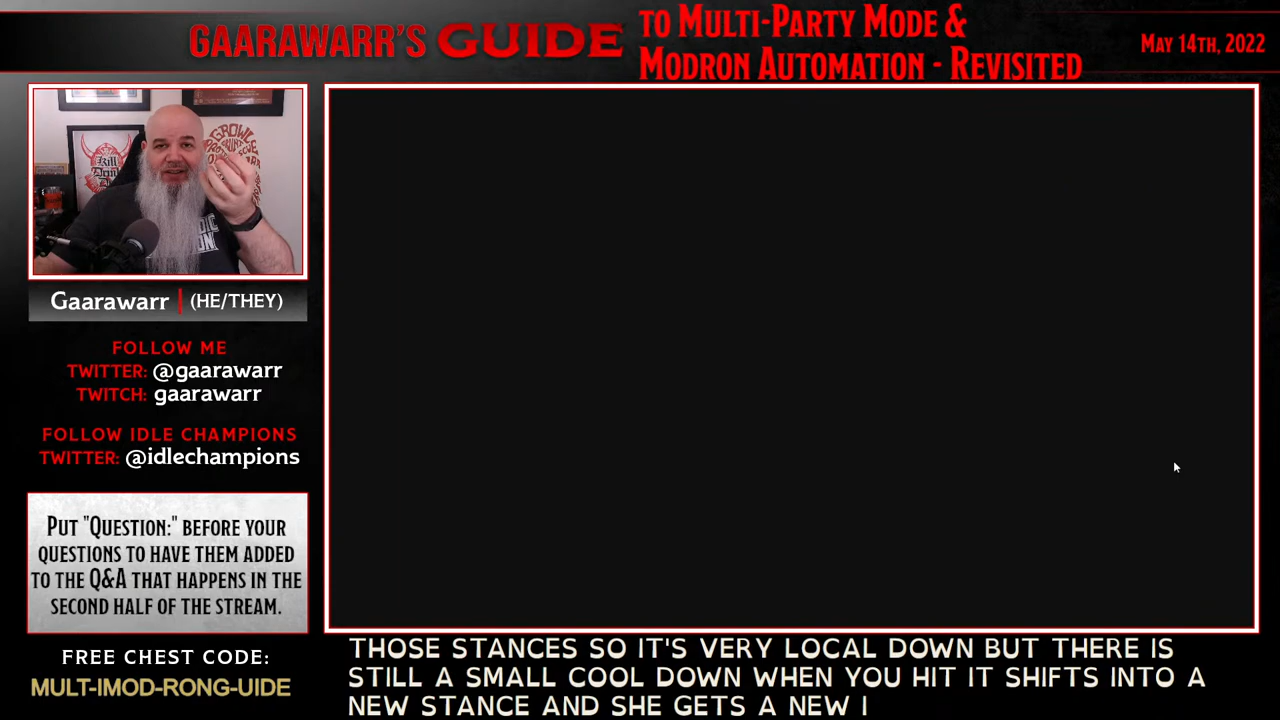 GAARAWARR'S GUIDE
TO MULTI-PARTY MODE &
MODRON AUTOMATION - REVISITED
MAY 14TH, 2022
Gaarawarr | (HE/THEY)
FOLLOW ME
TWITTER: @gaarawarr
TWITCH: gaarawarr
FOLLOW IDLE CHAMPIONS
TWITTER: @idlechampions
PUT "QUESTION:" BEFORE YOUR
QUESTIONS TO HAVE THEM ADDED
TO THE Q&A THAT HAPPENS IN THE
SECOND HALF OF THE STREAM.
FREE CHEST CODE:
MULT-IMOD-RONG-UIDE
THOSE STANCES SO IT'S VERY LOCAL DOWN BUT THERE IS
STILL A SMALL COOL DOWN WHEN YOU HIT IT SHIFTS INTO A
NEW STANCE AND SHE GETS A NEW I